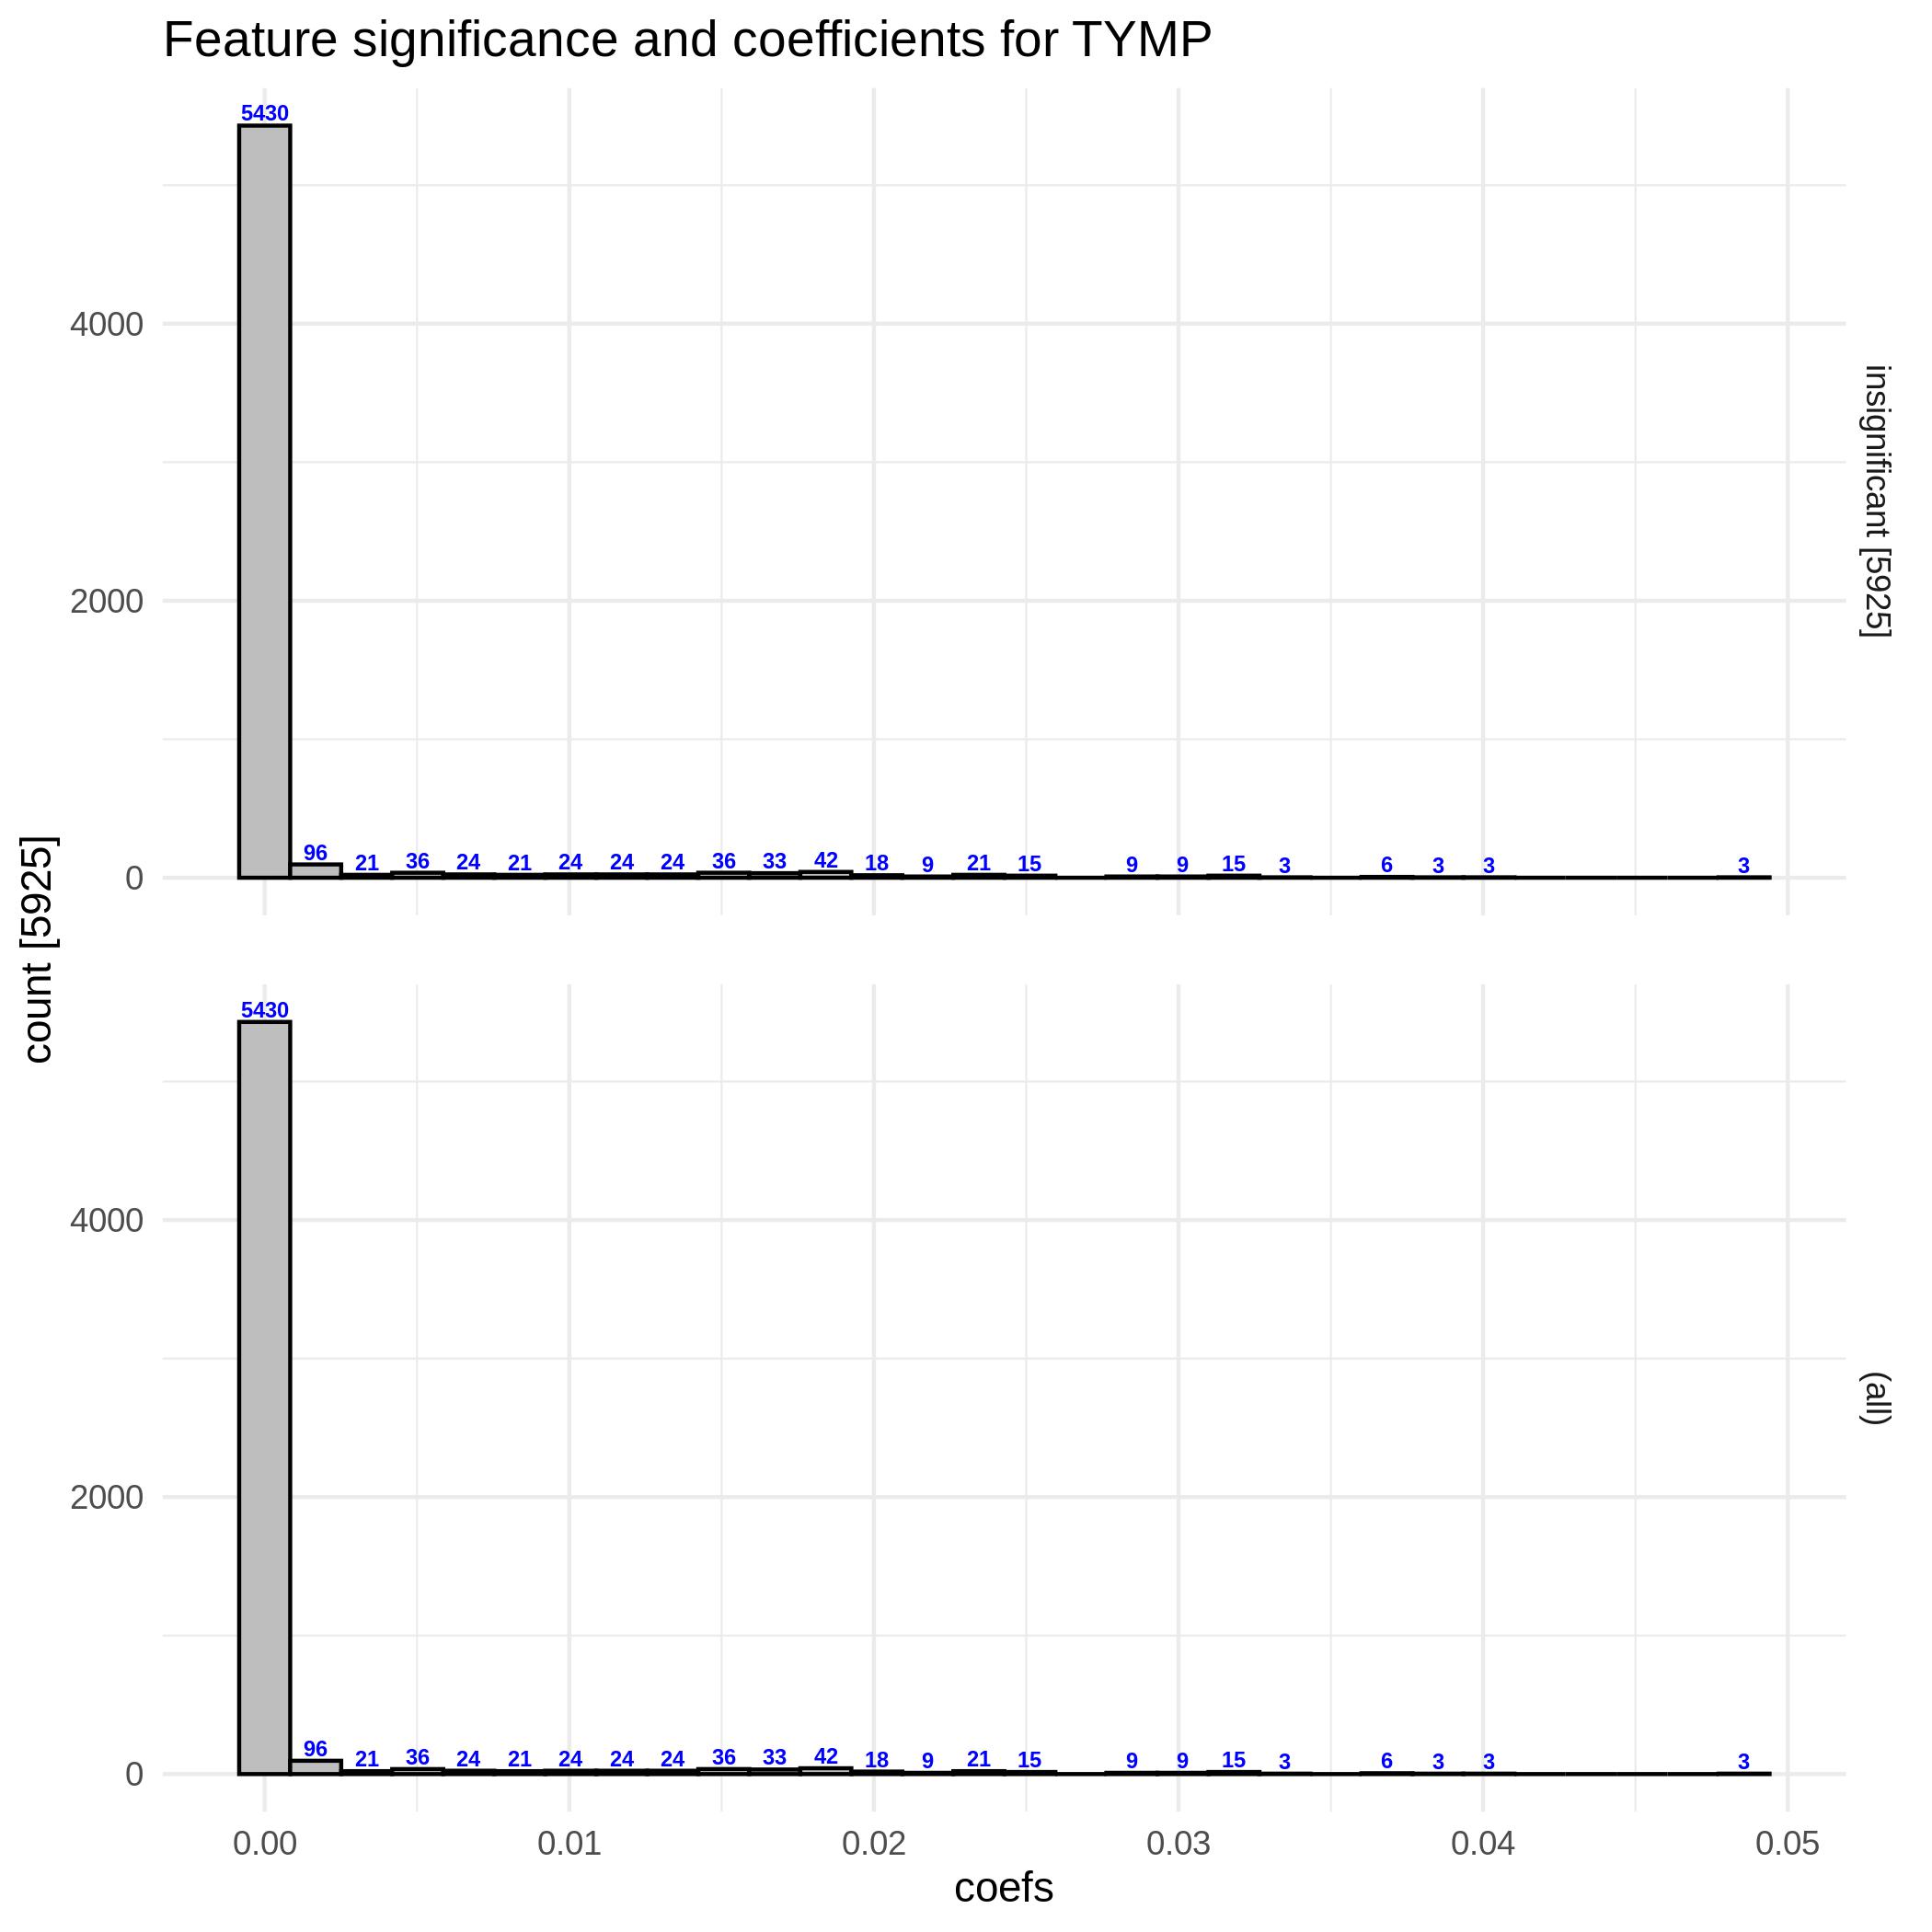 Feature significance and coefficients for TYMP
5430
4000
2000
0
96 21 36 24 21 24 24 24 36 33 42 18 9 21 15 9 9 15 3 6 3 3 3
insignificant [5925]
count [5925]
5430
4000
2000
0
96 21 36 24 21 24 24 24 36 33 42 18 9 21 15 9 9 15 3 6 3 3 3
(all)
0.00 0.01 0.02 0.03 0.04 0.05
coefs